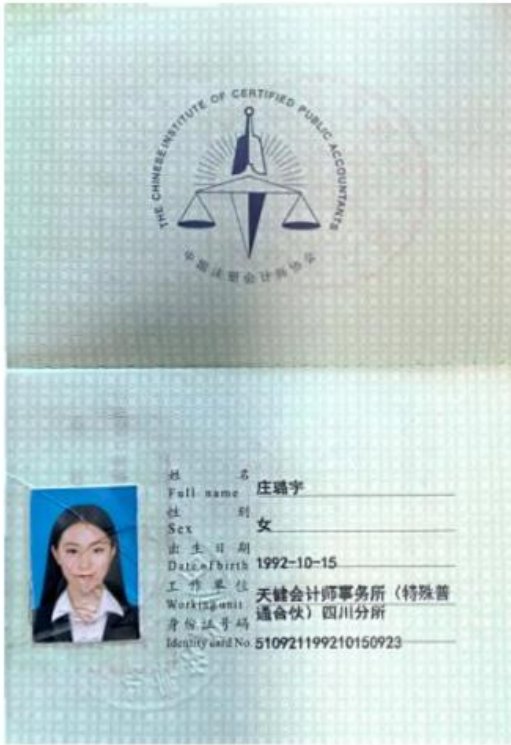 THE CHINESE INSTITUTE OF CERTIFIED PUBLIC ACCOUNTANTS
中国注册会计师协会
姓 名 庄璐宇
Full name
性 别 女
Sex
出生日期 1992-10-15
Date of birth
工作单位 天健会计师事务所（特殊普
Working unit 通合伙）四川分所
身份证号码
Identity card No. 510921199210150923